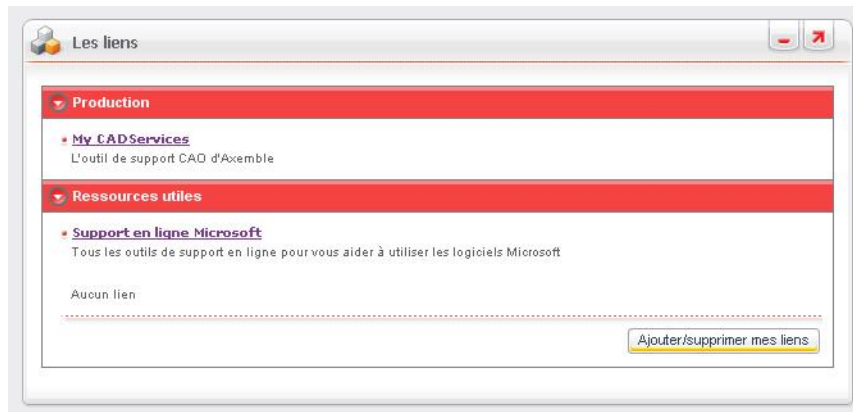 Les liens
Production
My CADServices
L'outil de support CAO d'Axemble
Ressources utiles
Support en ligne Microsoft
Tous les outils de support en ligne pour vous aider à utiliser les logiciels Microsoft
Aucun lien
Ajouter/supprimer mes liens